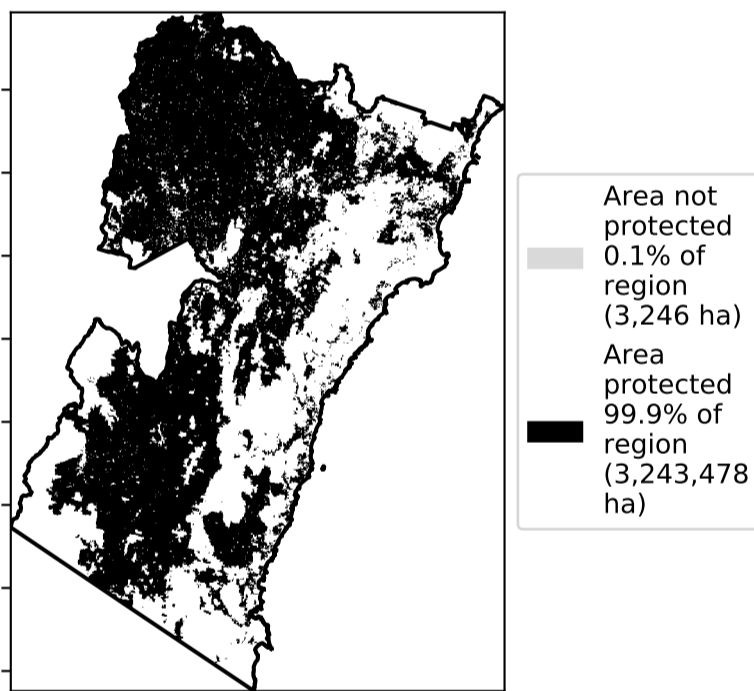 Area not
protected
0.1% of
region
(3,246 ha)
Area
protected
99.9% of
region
(3,243,478
ha)